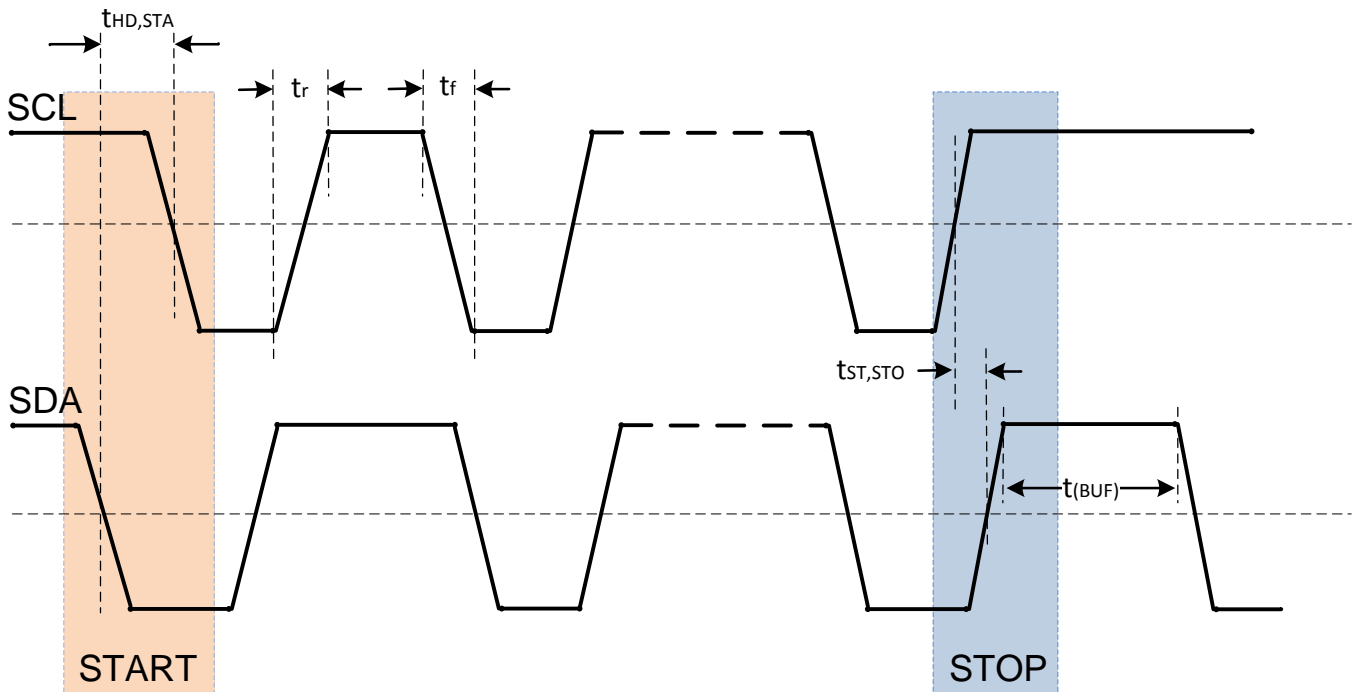 tHD,STA
tr
tf
SCL
tST,STO
SDA
t(BUF)
START
STOP